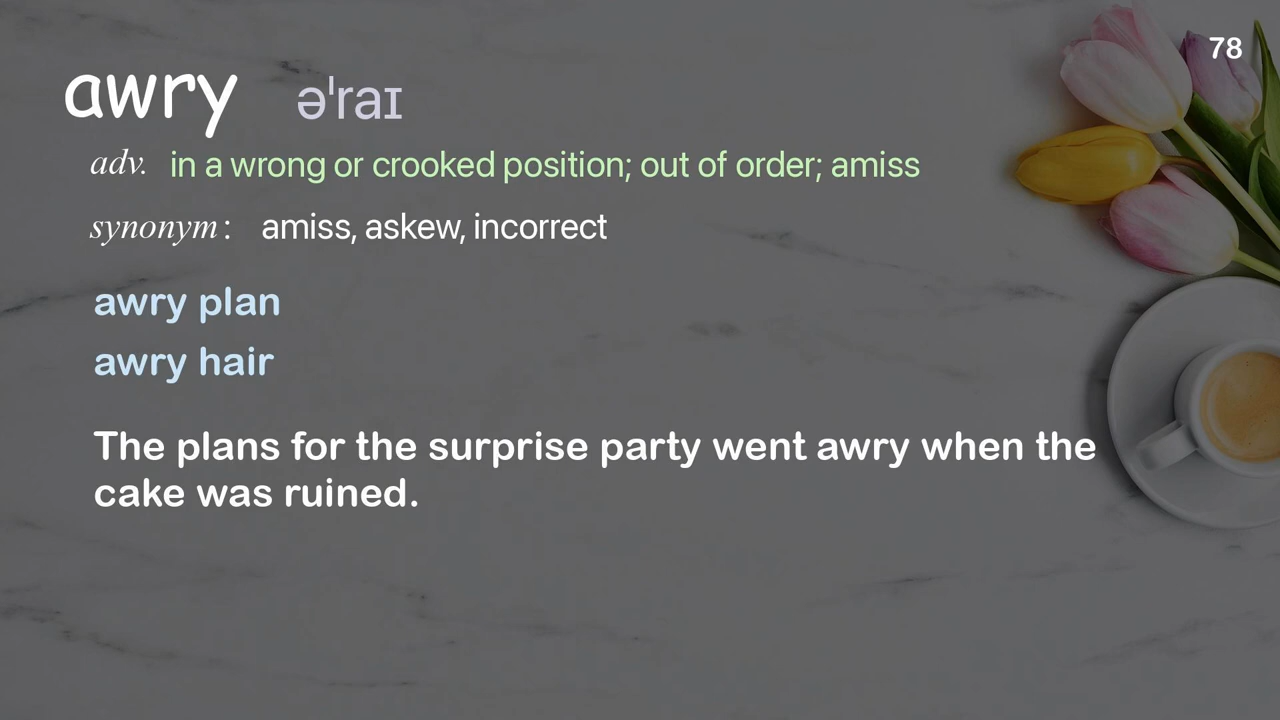 78
awry əˈraɪ
adv. in a wrong or crooked position; out of order; amiss
synonym: amiss, askew, incorrect
awry plan
awry hair
The plans for the surprise party went awry when the
cake was ruined.